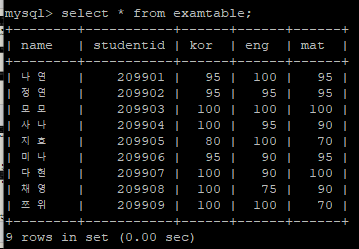 mysql> select * from examtable;
+--------+-----------+------+------+------+
| name | studentid | kor | eng | mat |
+--------+-----------+------+------+------+
| 나연 | 209901 | 95 | 100 | 95 |
| 정연 | 209902 | 95 | 95 | 95 |
| 모모 | 209903 | 100 | 100 | 100 |
| 사나 | 209904 | 100 | 95 | 90 |
| 지효 | 209905 | 80 | 100 | 70 |
| 미나 | 209906 | 95 | 90 | 95 |
| 다현 | 209907 | 100 | 90 | 100 |
| 채영 | 209908 | 100 | 75 | 90 |
| 쯔위 | 209909 | 100 | 100 | 70 |
+--------+-----------+------+------+------+
9 rows in set (0.00 sec)